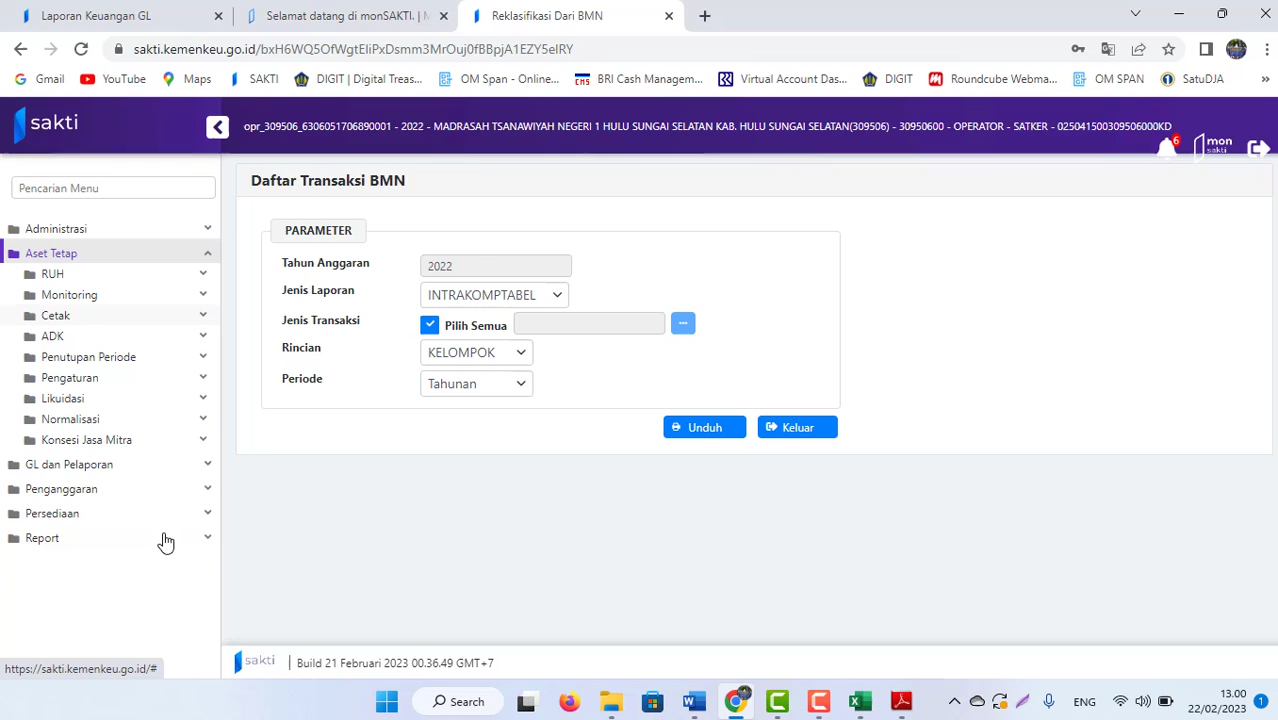 Laporan Keuangan GL
Selamat datang di monSAKTI. | M
Reklasifikasi Dari BMN
sakti.kemenkeu.go.id/bxH6WQ5OfWgtEliPxDsmm3MrOuj0fBBpjA1EZY5elRY
Gmail
YouTube
Maps
SAKTI
DIGIT | Digital Treas...
OM Span - Online...
CMS
BRI Cash Managem...
Virtual Account Das...
DIGIT
Roundcube Webma...
OM SPAN
SatuDJA
sakti
opr_309506_6306051706890001 - 2022 - MADRASAH TSANAWIYAH NEGERI 1 HULU SUNGAI SELATAN KAB. HULU SUNGAI SELATAN(309506) - 30950600 - OPERATOR - SATKER - 025041500309506000KD
6
mon sakti
Pencarian Menu
Administrasi
Aset Tetap
RUH
Monitoring
Cetak
ADK
Penutupan Periode
Pengaturan
Likuidasi
Normalisasi
Konsesi Jasa Mitra
GL dan Pelaporan
Penganggaran
Persediaan
Report
Daftar Transaksi BMN
PARAMETER
Tahun Anggaran
2022
Jenis Laporan
INTRAKOMPTABEL
Jenis Transaksi
Pilih Semua
...
Rincian
KELOMPOK
Periode
Tahunan
Unduh
Keluar
https://sakti.kemenkeu.go.id/#
sakti
Build 21 Februari 2023 00.36.49 GMT+7
Search
ENG
13.00
22/02/2023
1